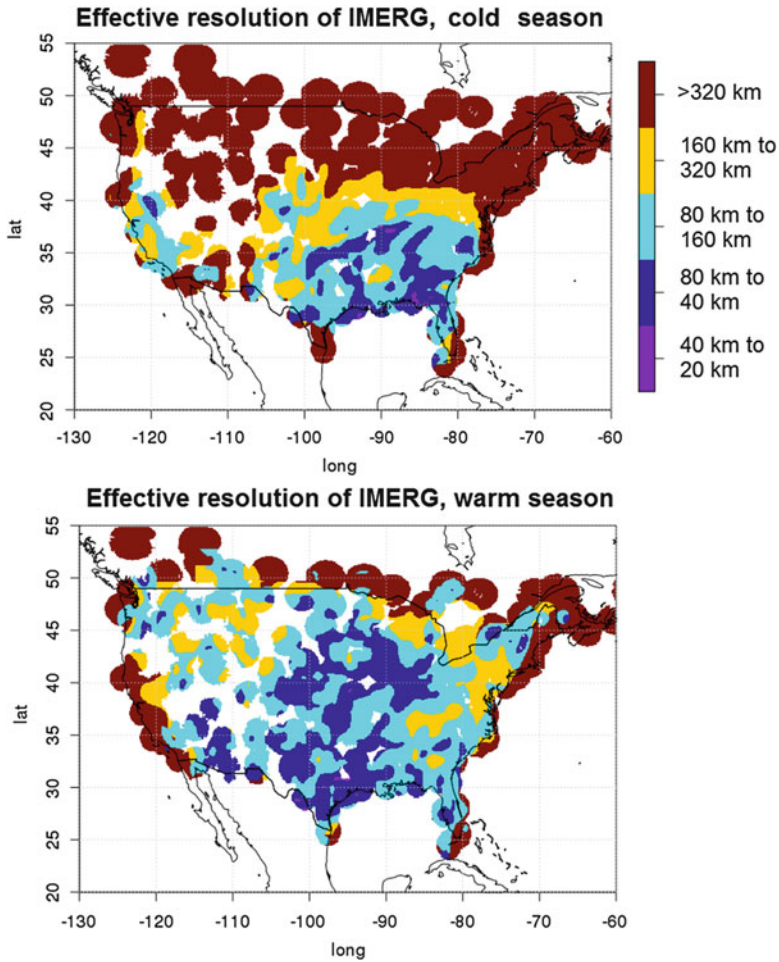 Effective resolution of IMERG, cold season
55
50
45
40
35
30
25
20
lat
-130 -120 -110 -100 -90 -80 -70 -60
long
>320 km
160 km to
320 km
80 km to
160 km
80 km to
40 km
40 km to
20 km
Effective resolution of IMERG, warm season
55
50
45
40
35
30
25
20
lat
-130 -120 -110 -100 -90 -80 -70 -60
long